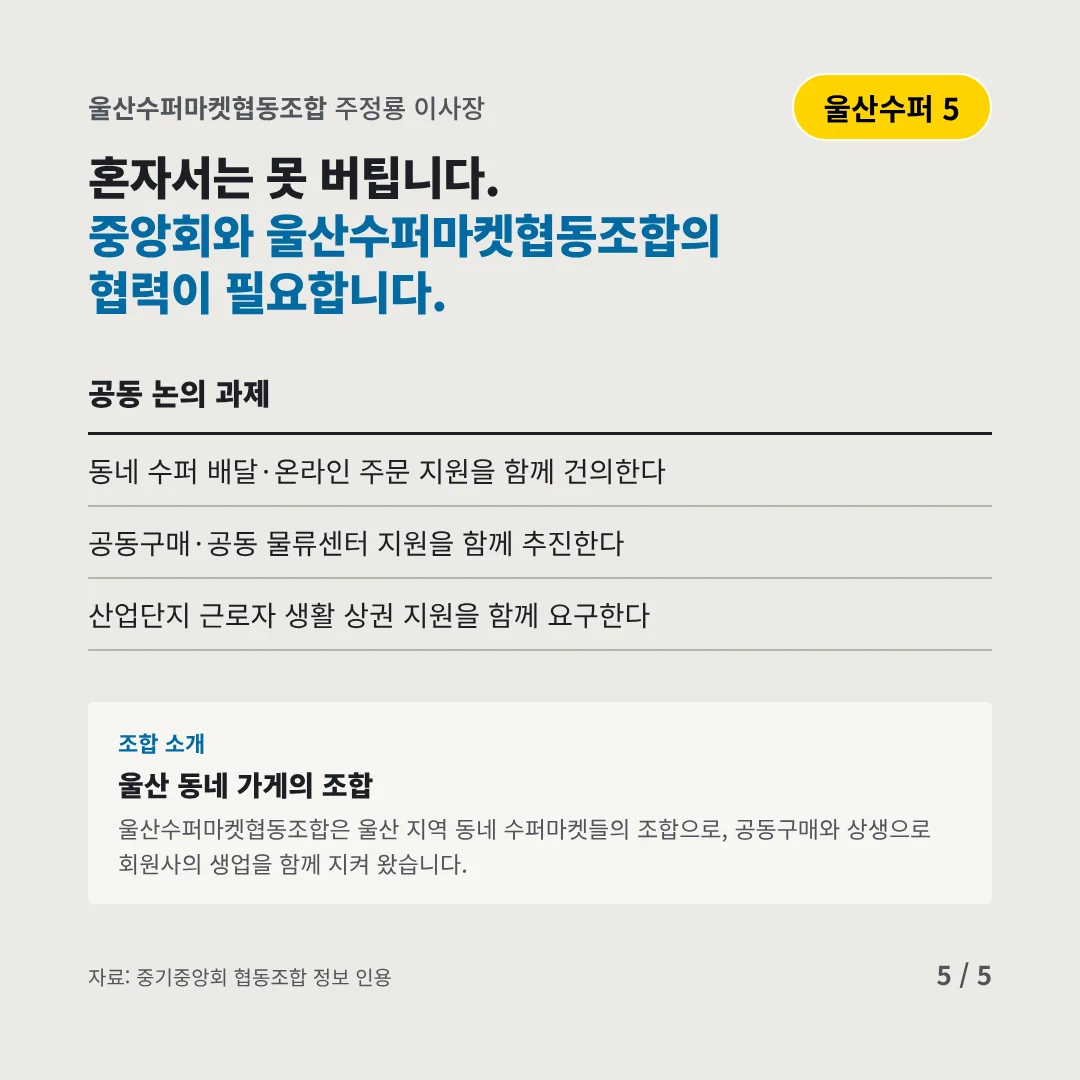 울산수퍼마켓협동조합 주정룡 이사장
울산수퍼 5
혼자서는 못 버팁니다.
중앙회와 울산수퍼마켓협동조합의
협력이 필요합니다.
공동 논의 과제
동네 수퍼 배달·온라인 주문 지원을 함께 건의한다
공동구매·공동 물류센터 지원을 함께 추진한다
산업단지 근로자 생활 상권 지원을 함께 요구한다
조합 소개
울산 동네 가게의 조합
울산수퍼마켓협동조합은 울산 지역 동네 수퍼마켓들의 조합으로, 공동구매와 상생으로
회원사의 생업을 함께 지켜 왔습니다.
자료: 중기중앙회 협동조합 정보 인용
5 / 5